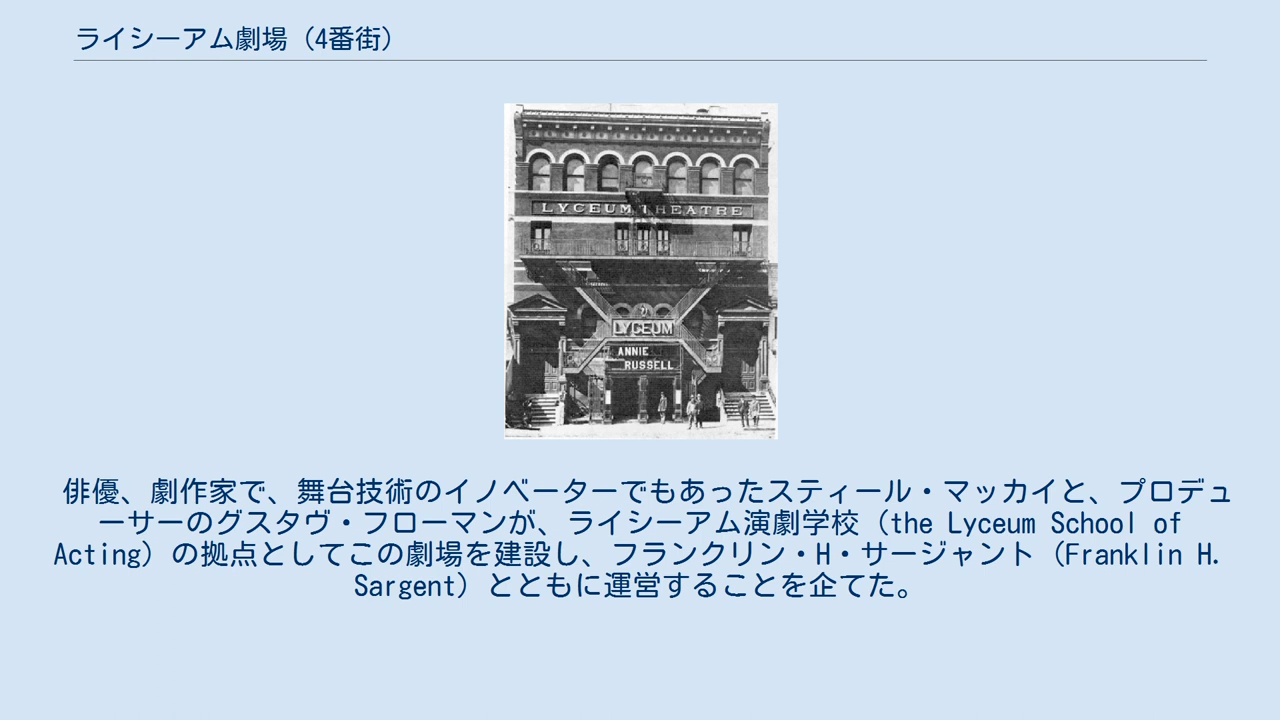 ライシーアム劇場（4番街）
LYCEUM THEATRE
LYCEUM
ANNIE
RUSSELL
俳優、劇作家で、舞台技術のイノベーターでもあったスティール・マッカイと、プロデュ
ーサーのグスタヴ・フローマンが、ライシーアム演劇学校（the Lyceum School of
Acting）の拠点としてこの劇場を建設し、フランクリン・H・サージャント（Franklin H.
Sargent）とともに運営することを企てた。